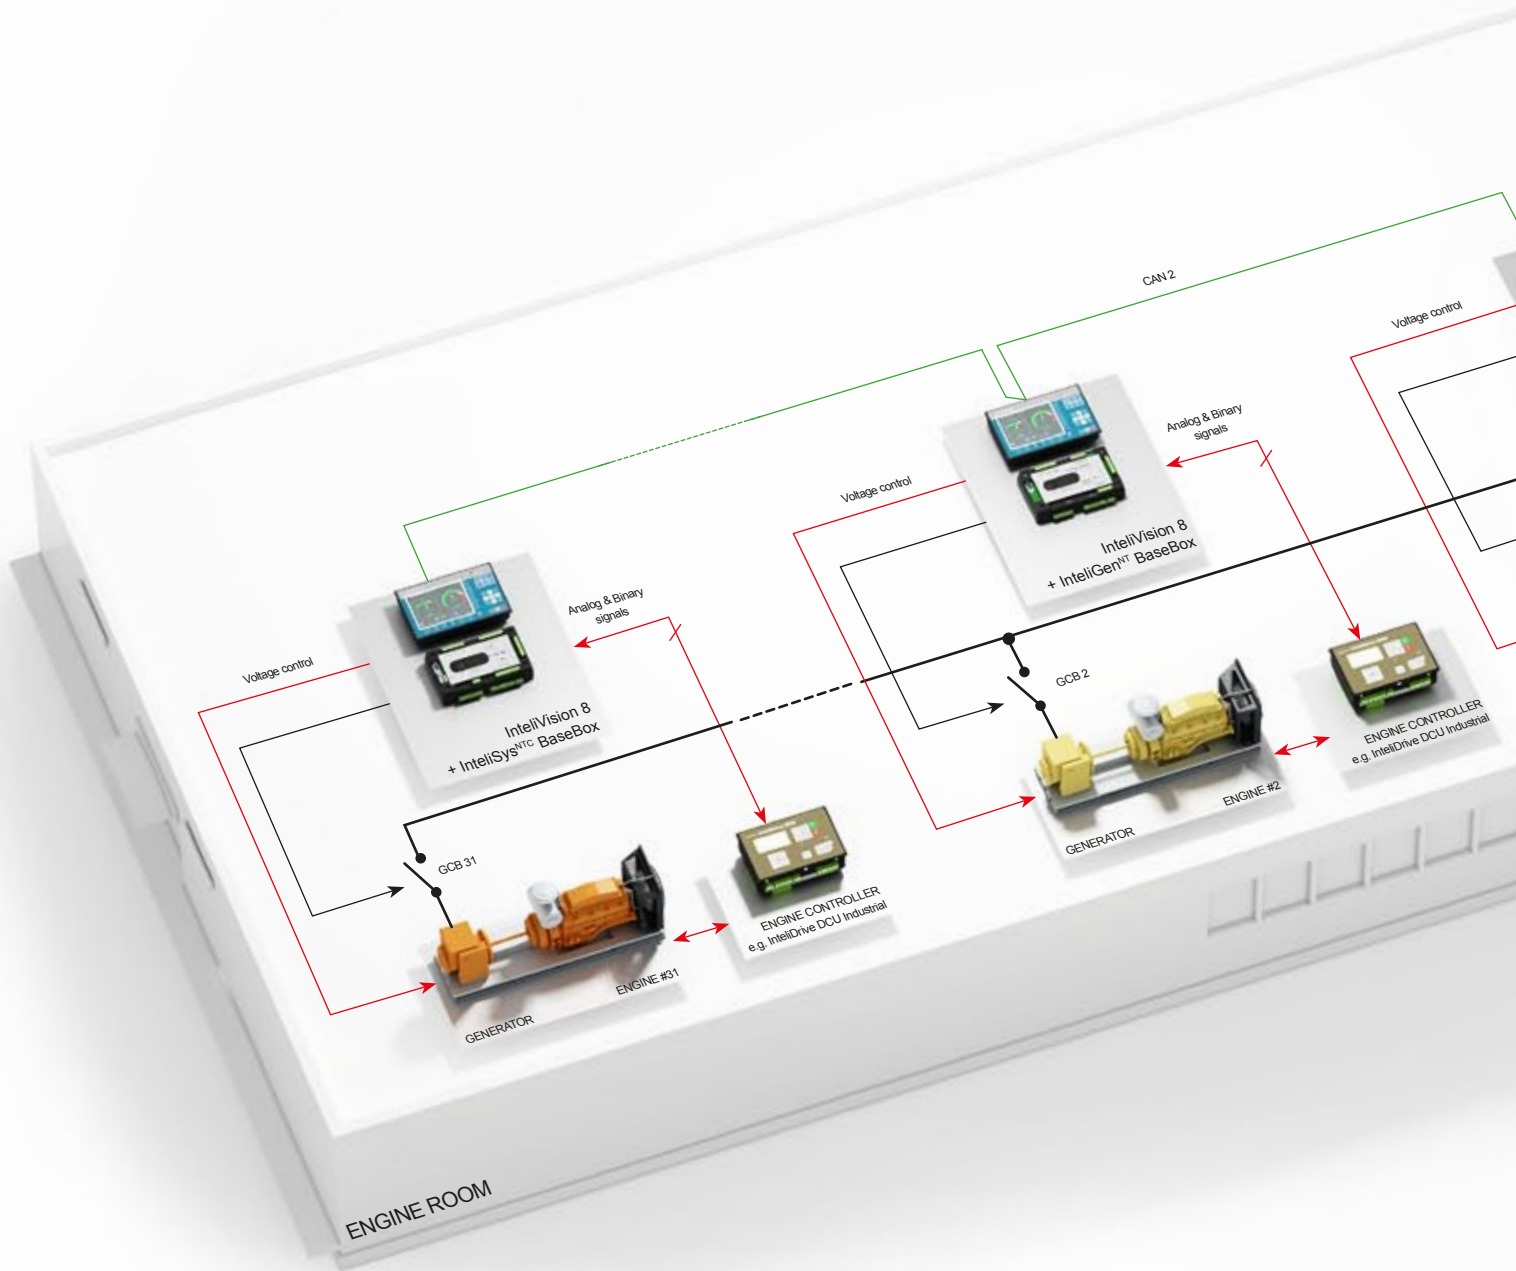 CAN 2
Voltage control
Analog & Binary
signals
Voltage control
InteliVision 8
+ InteliGenNT BaseBox
Analog & Binary
signals
Voltage control
InteliVision 8
+ InteliSysNTC BaseBox
GCB 2
ENGINE CONTROLLER
e.g. InteliDrive DCU Industrial
ENGINE #2
GENERATOR
GCB 31
ENGINE CONTROLLER
e.g. InteliDrive DCU Industrial
ENGINE #31
GENERATOR
ENGINE ROOM